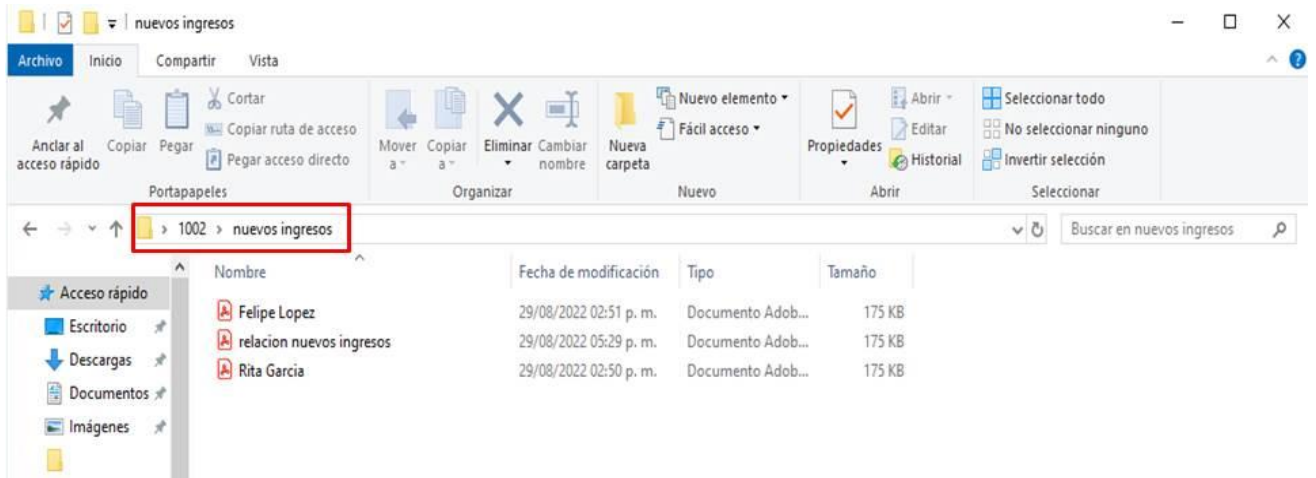 nuevos ingresos
Archivo Inicio Compartir Vista
Anclar al acceso rápido
Copiar
Pegar
Cortar
Copiar ruta de acceso
Pegar acceso directo
Portapapeles
Mover a
Copiar a
Eliminar
Cambiar nombre
Organizar
Nueva carpeta
Nuevo elemento
Fácil acceso
Nuevo
Propiedades
Abrir
Editar
Historial
Abrir
Seleccionar todo
No seleccionar ninguno
Invertir selección
Seleccionar
1002 > nuevos ingresos
Buscar en nuevos ingresos
Acceso rápido
Escritorio
Descargas
Documentos
Imágenes
Nombre Fecha de modificación Tipo Tamaño
Felipe Lopez 29/08/2022 02:51 p. m. Documento Adob... 175 KB
relacion nuevos ingresos 29/08/2022 05:29 p. m. Documento Adob... 175 KB
Rita Garcia 29/08/2022 02:50 p. m. Documento Adob... 175 KB